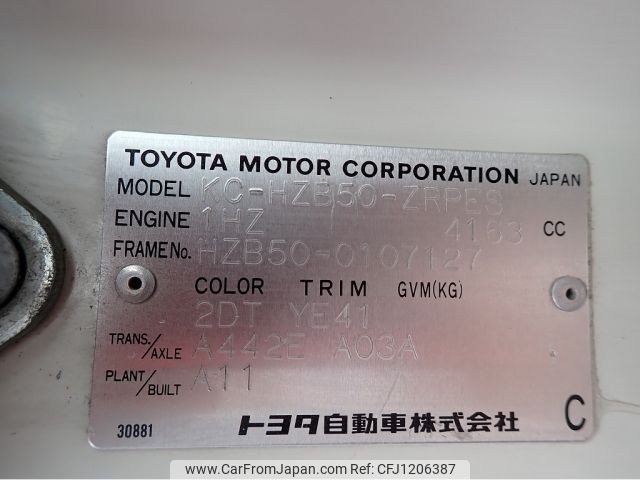 TOYOTA MOTOR CORPORATION JAPAN
MODEL KC-HZB50-ZRPES
ENGINE 1HZ 4163 CC
FRAME No. HZB50-0107127
COLOR TRIM GVM(KG)
2DT YE41
TRANS./AXLE A442E A03A
PLANT/BUILT A11
30881 トヨタ自動車株式会社 C
www.CarFromJapan.com | CFJ1206387